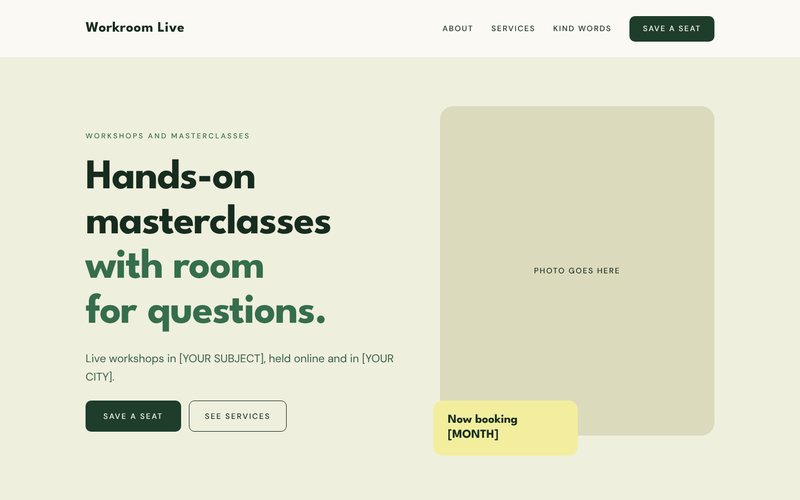 Workroom Live
ABOUT
SERVICES
KIND WORDS
SAVE A SEAT
WORKSHOPS AND MASTERCLASSES
Hands-on
masterclasses
with room
for questions.
Live workshops in [YOUR SUBJECT], held online and in [YOUR
CITY].
SAVE A SEAT
SEE SERVICES
PHOTO GOES HERE
Now booking
[MONTH]